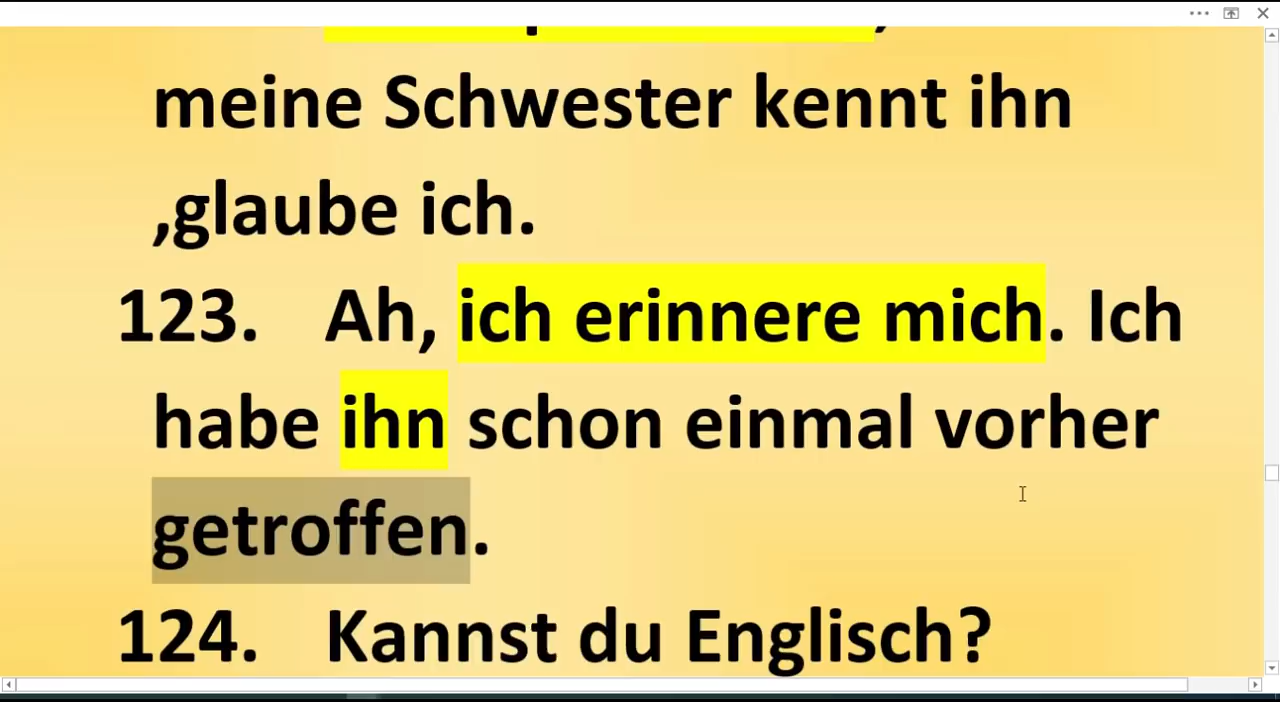 meine Schwester kennt ihn
,glaube ich.
123. Ah, ich erinnere mich. Ich
habe ihn schon einmal vorher
getroffen.
124. Kannst du Englisch?